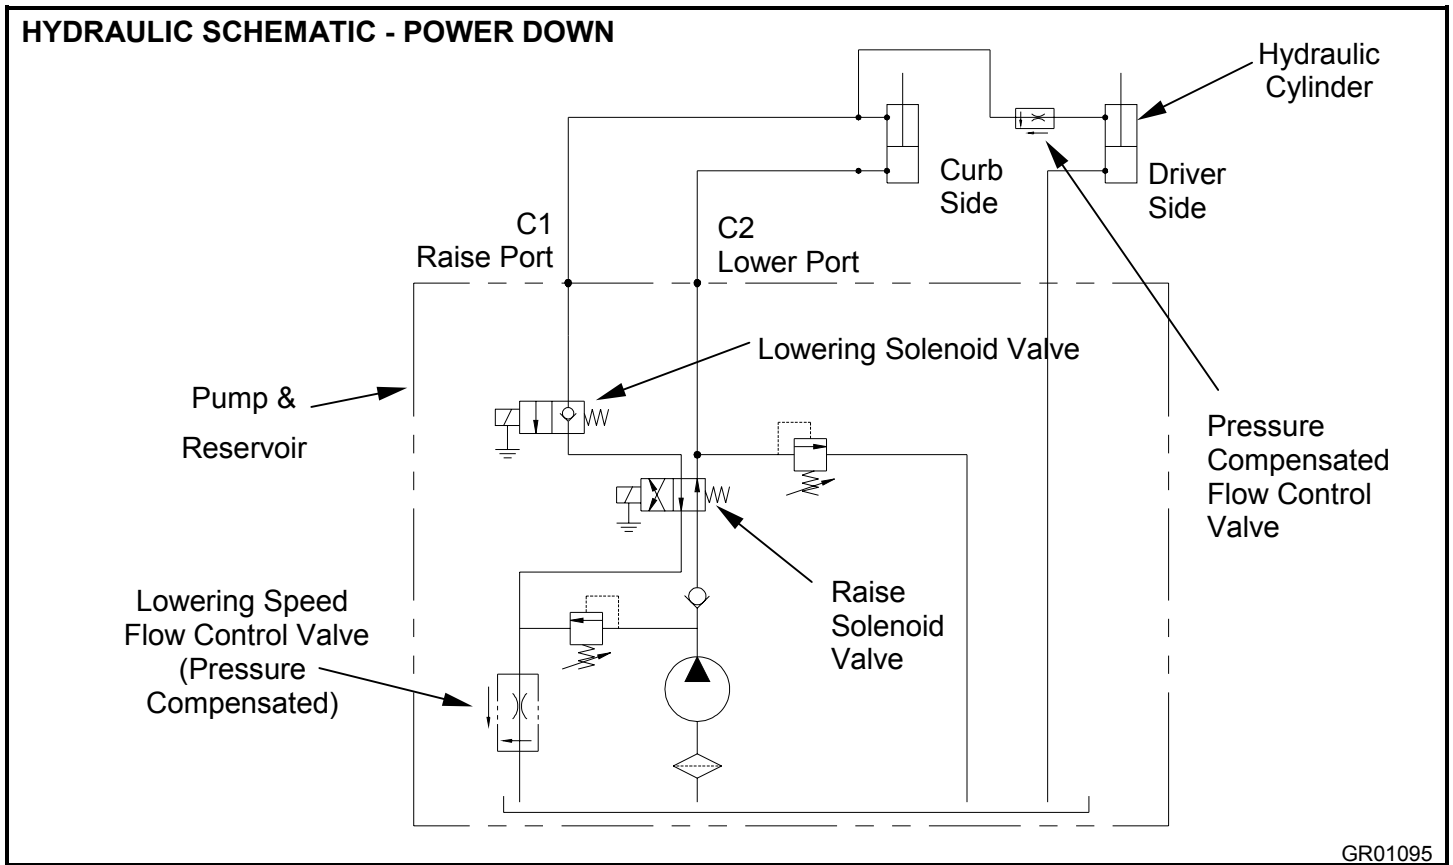 HYDRAULIC SCHEMATIC - POWER DOWN
Hydraulic
Cylinder
Curb
Side
Driver
Side
C1
Raise Port
C2
Lower Port
Lowering Solenoid Valve
Pump &
Reservoir
Pressure
Compensated
Flow Control
Valve
Raise
Solenoid
Valve
Lowering Speed
Flow Control Valve
(Pressure
Compensated)
GR01095